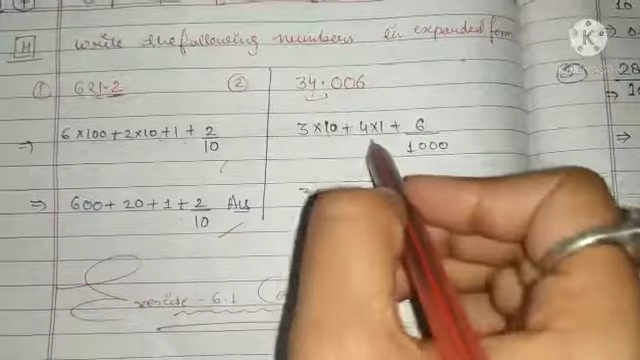 H write the following numbers in expanded form
① 621.2
6×100+2×10+1+2/10
⇒ 600+20+1+2/10 Ans
② 34.006
3×10+4×1+6/1000
Exercise-6.1
K
10